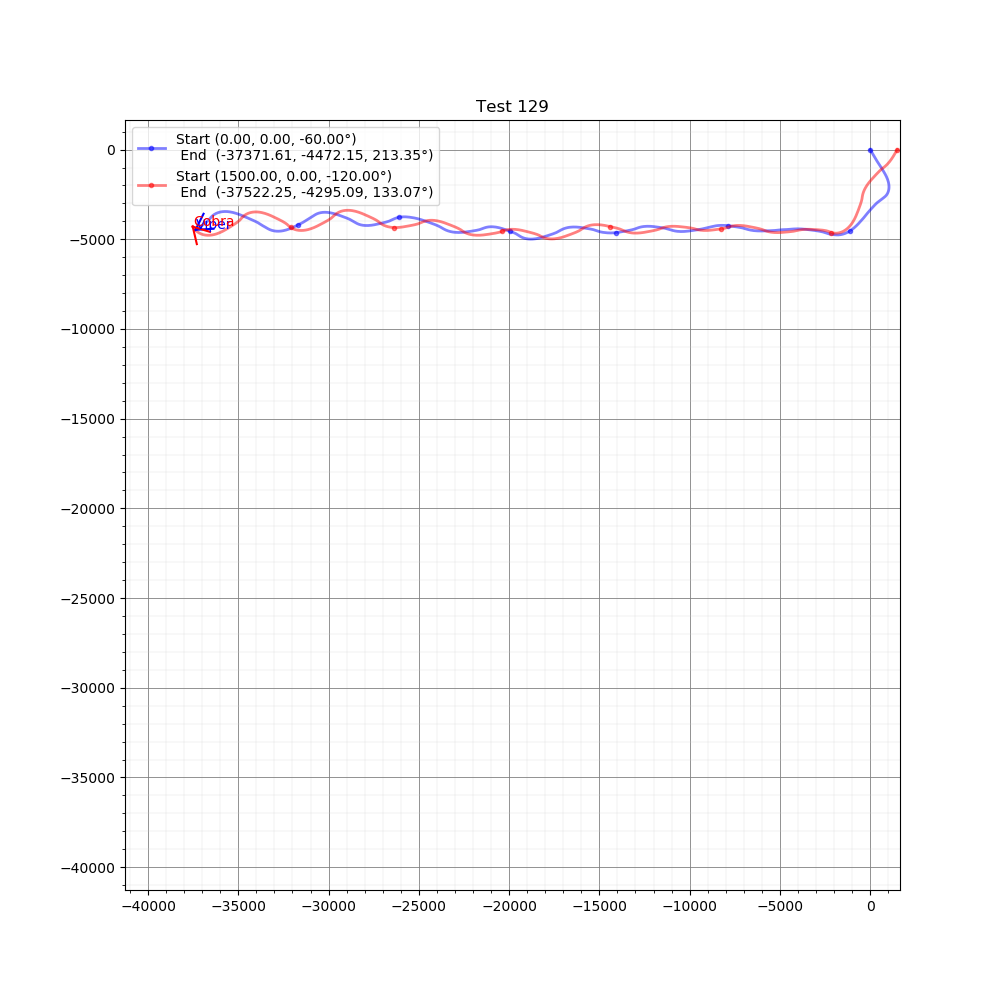 Test 129
Start (0.00, 0.00, -60.00°)
End (-37371.61, -4472.15, 213.35°)
Start (1500.00, 0.00, -120.00°)
End (-37522.25, -4295.09, 133.07°)
Cobra
Viper
0
−5000
−10000
−15000
−20000
−25000
−30000
−35000
−40000
−40000 −35000 −30000 −25000 −20000 −15000 −10000 −5000 0